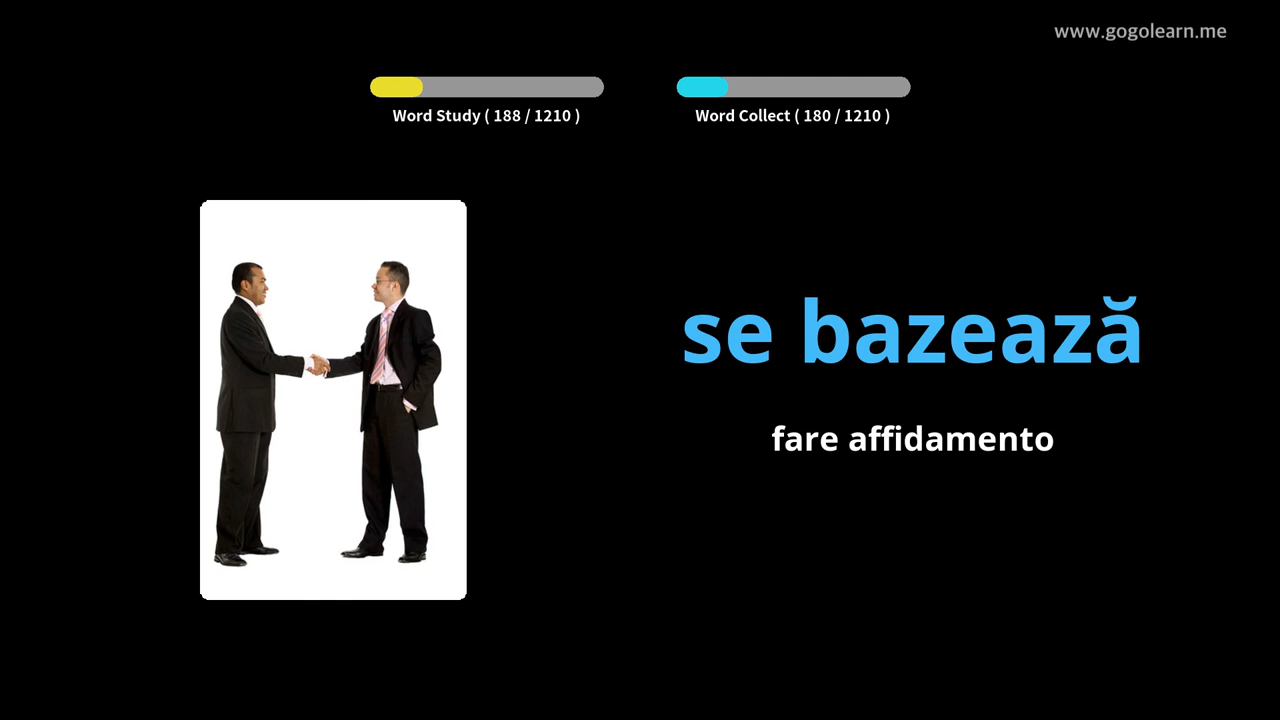 www.gogolearn.me
Word Study ( 188 / 1210 )
Word Collect ( 180 / 1210 )
se bazează
fare affidamento